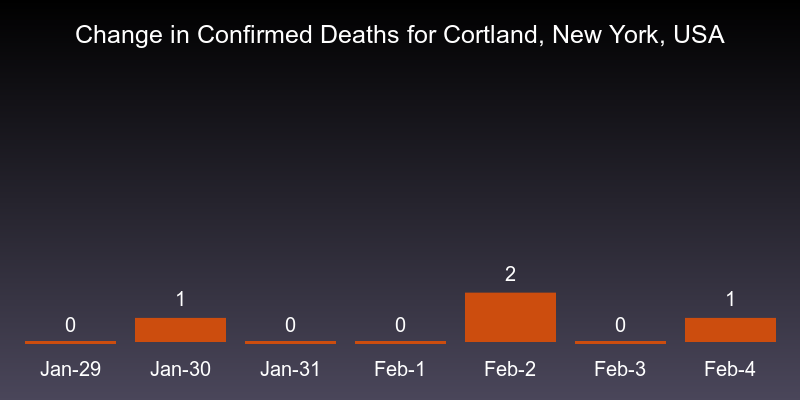 Change in Confirmed Deaths for Cortland, New York, USA
0 1 0 0 2 0 1
Jan-29 Jan-30 Jan-31 Feb-1 Feb-2 Feb-3 Feb-4